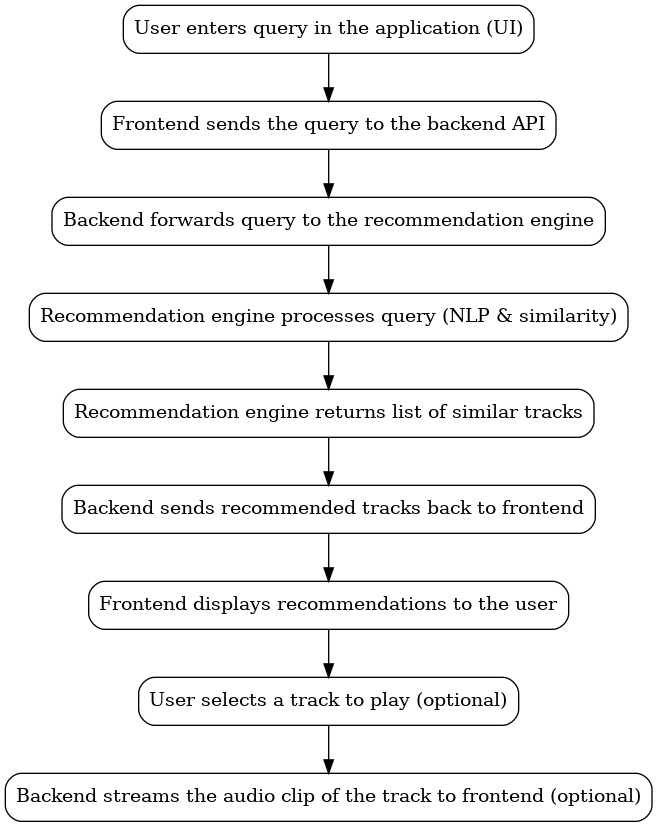 User enters query in the application (UI)
Frontend sends the query to the backend API
Backend forwards query to the recommendation engine
Recommendation engine processes query (NLP & similarity)
Recommendation engine returns list of similar tracks
Backend sends recommended tracks back to frontend
Frontend displays recommendations to the user
User selects a track to play (optional)
Backend streams the audio clip of the track to frontend (optional)